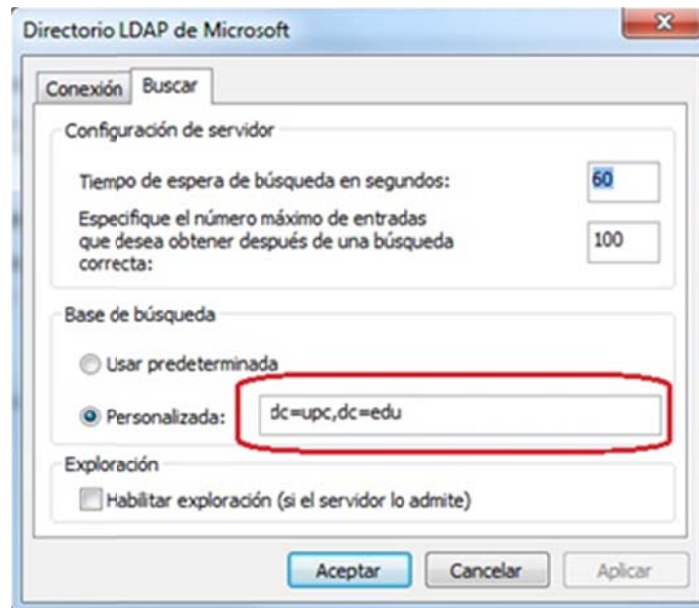 Directorio LDAP de Microsoft
Conexión Buscar
Configuración de servidor
Tiempo de espera de búsqueda en segundos: 60
Especifique el número máximo de entradas
que desea obtener después de una búsqueda 100
correcta:
Base de búsqueda
Usar predeterminada
Personalizada: dc=upc,dc=edu
Exploración
Habilitar exploración (si el servidor lo admite)
Aceptar Cancelar Aplicar